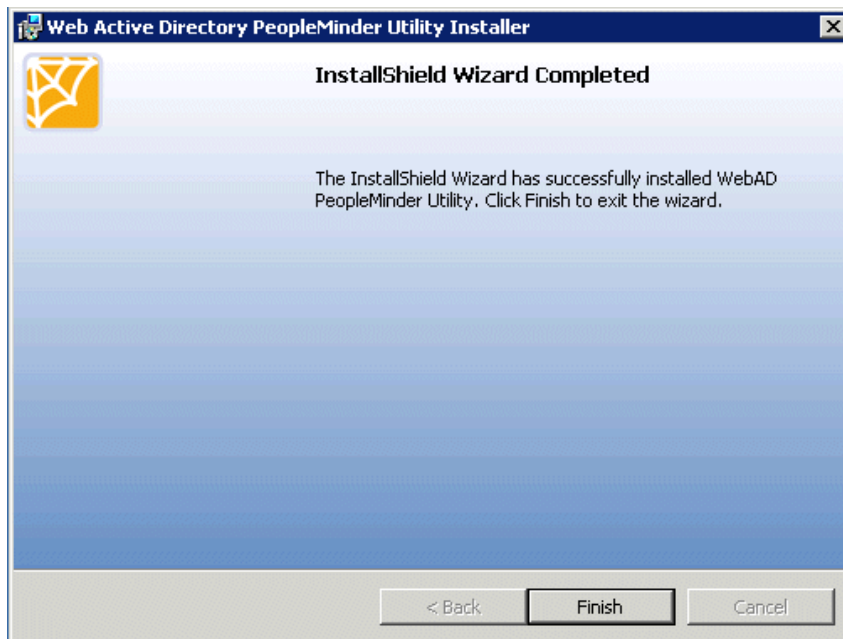 Web Active Directory PeopleMinder Utility Installer
InstallShield Wizard Completed
The InstallShield Wizard has successfully installed WebAD
PeopleMinder Utility. Click Finish to exit the wizard.
< Back
Finish
Cancel